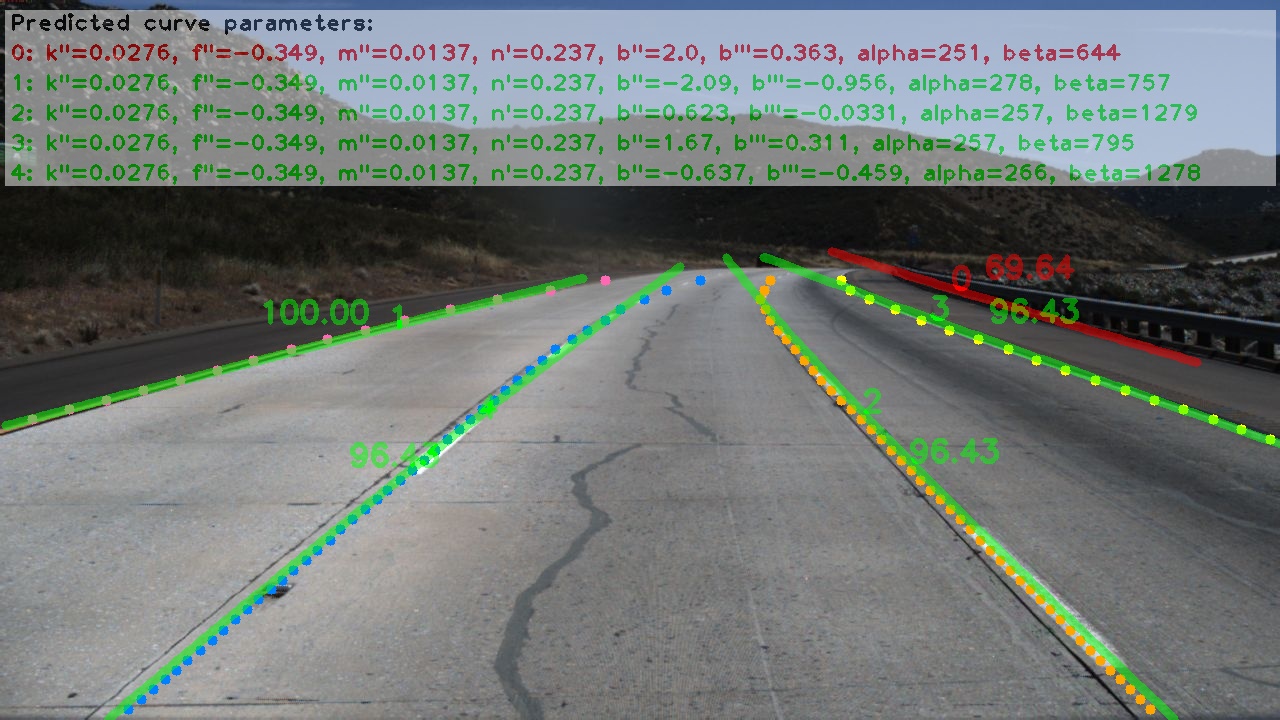 Predicted curve parameters:
0: k''=0.0276, f''=-0.349, m''=0.0137, n'=0.237, b''=2.0, b'''=0.363, alpha=251, beta=644
1: k''=0.0276, f''=-0.349, m''=0.0137, n'=0.237, b''=-2.09, b'''=-0.956, alpha=278, beta=757
2: k''=0.0276, f''=-0.349, m''=0.0137, n'=0.237, b''=0.623, b'''=-0.0331, alpha=257, beta=1279
3: k''=0.0276, f''=-0.349, m''=0.0137, n'=0.237, b''=1.67, b'''=0.311, alpha=257, beta=795
4: k''=0.0276, f''=-0.349, m''=0.0137, n'=0.237, b''=-0.637, b'''=-0.459, alpha=266, beta=1278
0 69.64
100.00 1
3 96.43
2
96.43